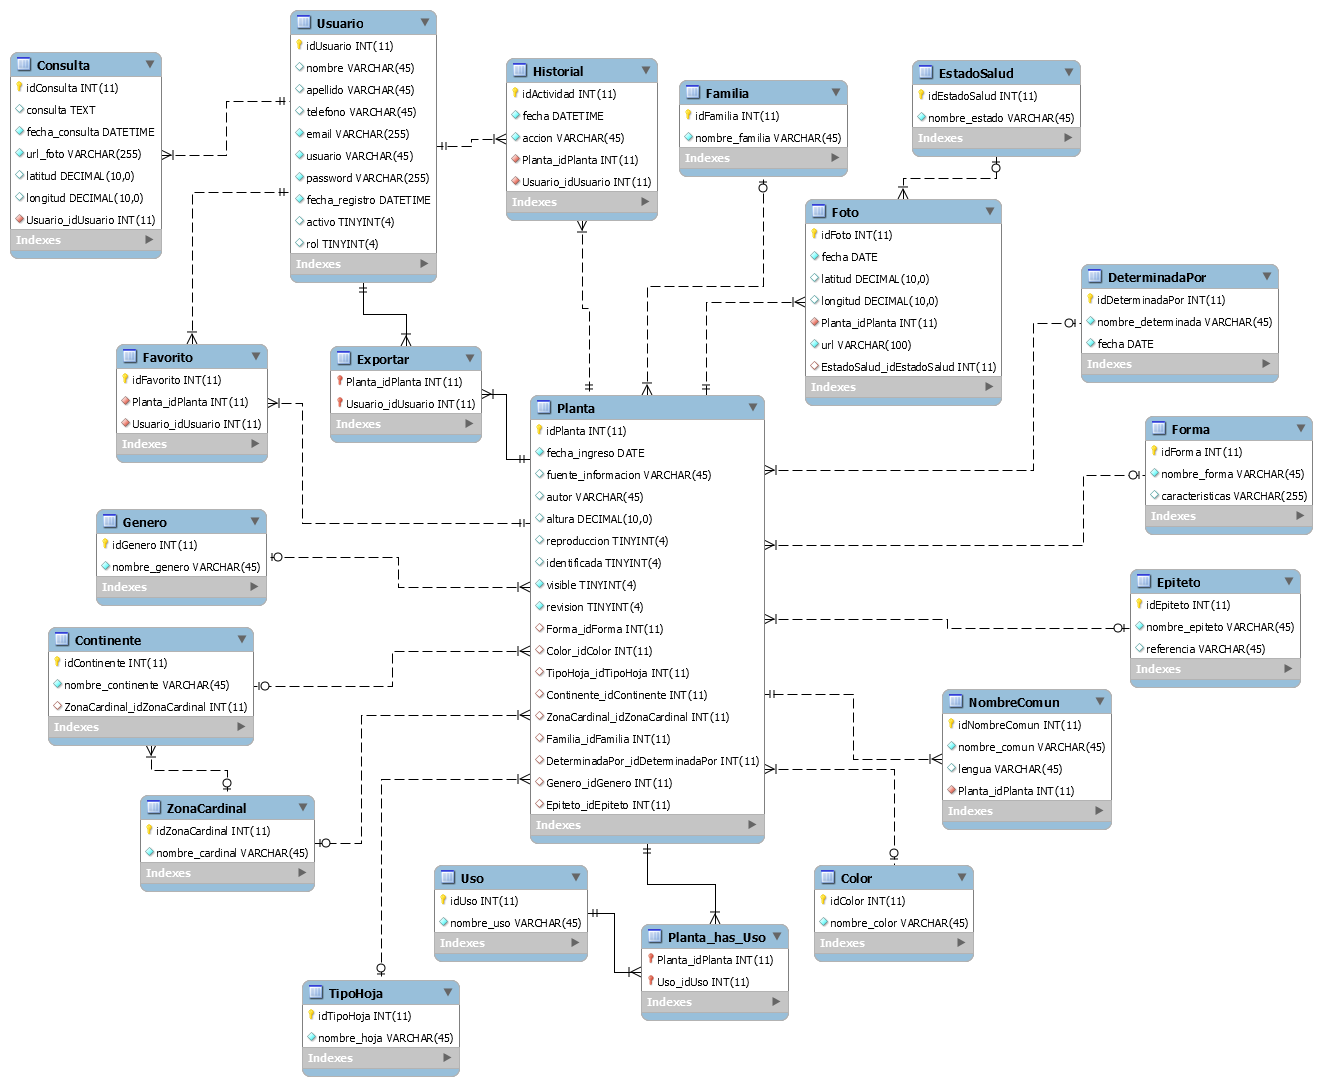 Usuario
idUsuario INT(11)
nombre VARCHAR(45)
apellido VARCHAR(45)
telefono VARCHAR(45)
email VARCHAR(255)
usuario VARCHAR(45)
password VARCHAR(255)
fecha_registro DATETIME
activo TINYINT(4)
rol TINYINT(4)
Indexes
Consulta
idConsulta INT(11)
consulta TEXT
fecha_consulta DATETIME
url_foto VARCHAR(255)
latitud DECIMAL(10,0)
longitud DECIMAL(10,0)
Usuario_idUsuario INT(11)
Indexes
Historial
idActividad INT(11)
fecha DATETIME
accion VARCHAR(45)
Planta_idPlanta INT(11)
Usuario_idUsuario INT(11)
Indexes
Familia
idFamilia INT(11)
nombre_familia VARCHAR(45)
Indexes
EstadoSalud
idEstadoSalud INT(11)
nombre_estado VARCHAR(45)
Indexes
Foto
idFoto INT(11)
fecha DATE
latitud DECIMAL(10,0)
longitud DECIMAL(10,0)
Planta_idPlanta INT(11)
url VARCHAR(100)
EstadoSalud_idEstadoSalud INT(11)
Indexes
DeterminadaPor
idDeterminadaPor INT(11)
nombre_determinada VARCHAR(45)
fecha DATE
Indexes
Favorito
idFavorito INT(11)
Planta_idPlanta INT(11)
Usuario_idUsuario INT(11)
Indexes
Exportar
Planta_idPlanta INT(11)
Usuario_idUsuario INT(11)
Indexes
Planta
idPlanta INT(11)
fecha_ingreso DATE
fuente_informacion VARCHAR(45)
autor VARCHAR(45)
altura DECIMAL(10,0)
reproduccion TINYINT(4)
identificada TINYINT(4)
visible TINYINT(4)
revision TINYINT(4)
Forma_idForma INT(11)
Color_idColor INT(11)
TipoHoja_idTipoHoja INT(11)
Continente_idContinente INT(11)
ZonaCardinal_idZonaCardinal INT(11)
Familia_idFamilia INT(11)
DeterminadaPor_idDeterminadaPor INT(11)
Genero_idGenero INT(11)
Epiteto_idEpiteto INT(11)
Indexes
Forma
idForma INT(11)
nombre_forma VARCHAR(45)
caracteristicas VARCHAR(255)
Indexes
Genero
idGenero INT(11)
nombre_genero VARCHAR(45)
Indexes
Epiteto
idEpiteto INT(11)
nombre_epiteto VARCHAR(45)
referencia VARCHAR(45)
Indexes
Continente
idContinente INT(11)
nombre_continente VARCHAR(45)
ZonaCardinal_idZonaCardinal INT(11)
Indexes
NombreComun
idNombreComun INT(11)
nombre_comun VARCHAR(45)
lengua VARCHAR(45)
Planta_idPlanta INT(11)
Indexes
ZonaCardinal
idZonaCardinal INT(11)
nombre_cardinal VARCHAR(45)
Indexes
Uso
idUso INT(11)
nombre_uso VARCHAR(45)
Indexes
Color
idColor INT(11)
nombre_color VARCHAR(45)
Indexes
Planta_has_Uso
Planta_idPlanta INT(11)
Uso_idUso INT(11)
Indexes
TipoHoja
idTipoHoja INT(11)
nombre_hoja VARCHAR(45)
Indexes